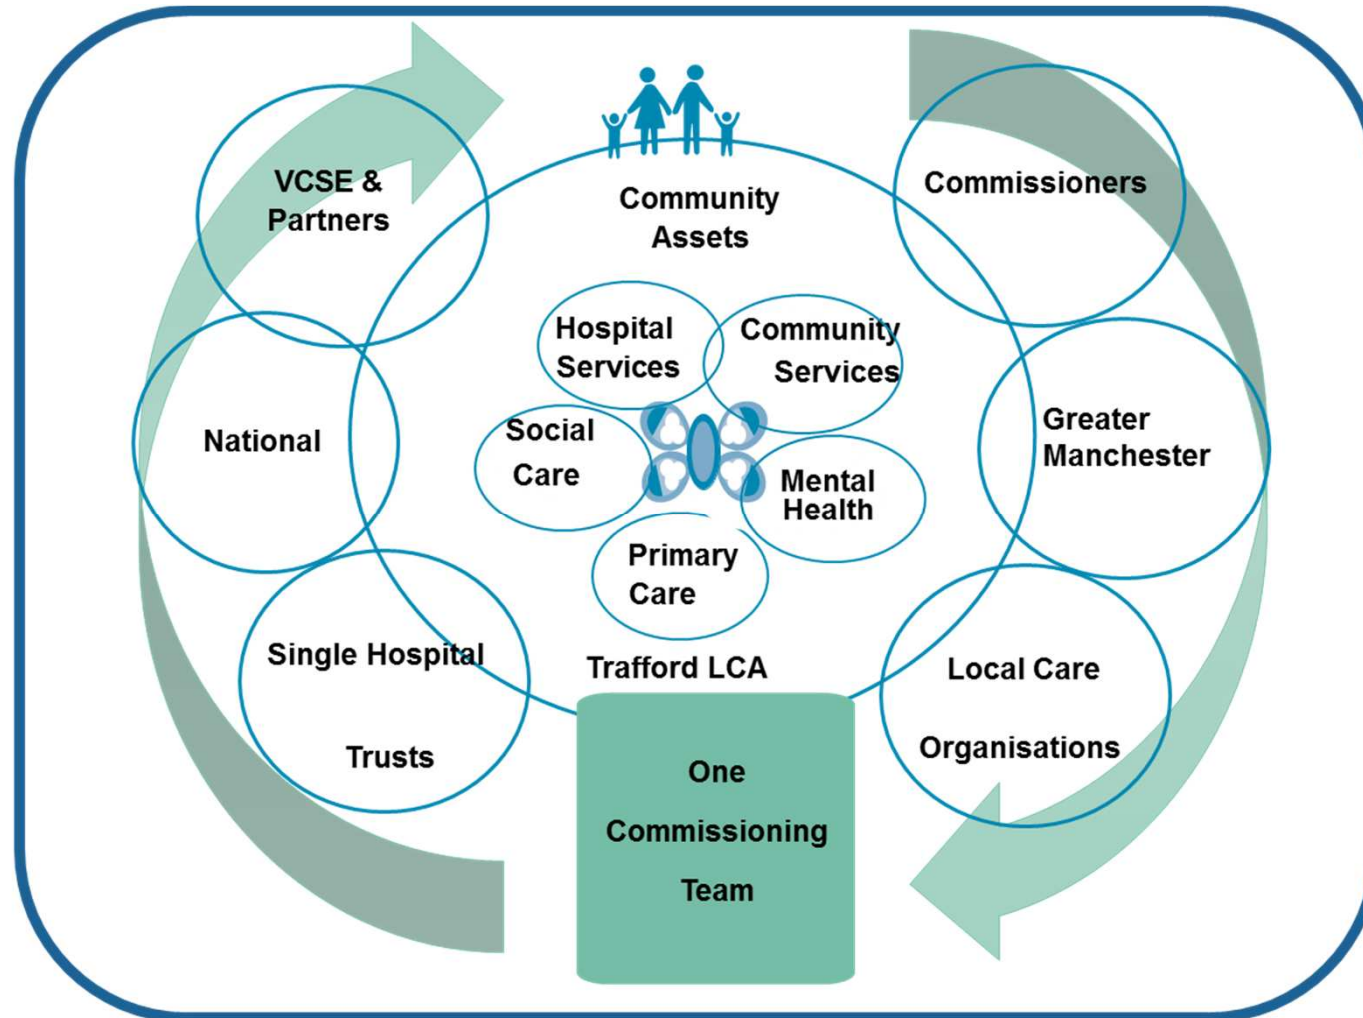 VCSE &
Partners
Commissioners
Community
Assets
Hospital
Services
Community
Services
National
Social
Care
Mental
Health
Greater
Manchester
Primary
Care
Single Hospital
Trusts
Trafford LCA
Local Care
Organisations
One
Commissioning
Team